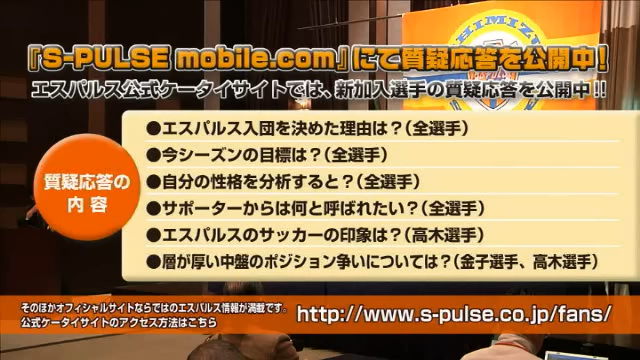 SHIMIZU
『S-PULSE mobile.com』にて質疑応答を公開中！
エスパルス公式ケータイサイトでは、新加入選手の質疑応答を公開中!!
質疑応答の
内容
●エスパルス入団を決めた理由は？（全選手）
●今シーズンの目標は？（全選手）
●自分の性格を分析すると？（全選手）
●サポーターからは何と呼ばれたい？（全選手）
●エスパルスのサッカーの印象は？（高木選手）
●層が厚い中盤のポジション争いについては？（金子選手、高木選手）
そのほかオフィシャルサイトならではのエスパルス情報が満載です。
公式ケータイサイトのアクセス方法はこちら
http://www.s-pulse.co.jp/fans/